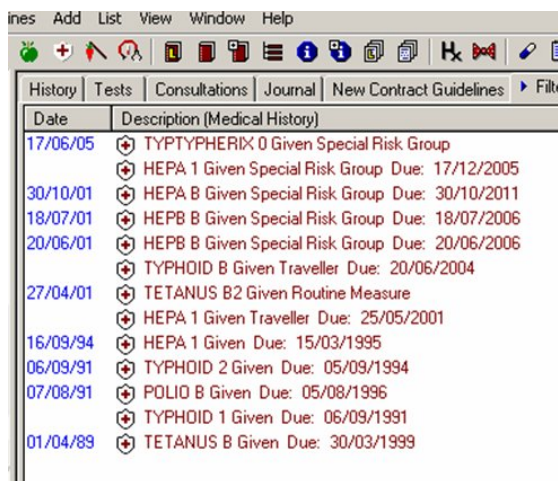 ines Add List View Window Help
Hx
History Tests Consultations Journal New Contract Guidelines Filte
Date Description (Medical History)
17/06/05 TYPTYPHERIX 0 Given Special Risk Group
HEPA 1 Given Special Risk Group Due: 17/12/2005
30/10/01 HEPA B Given Special Risk Group Due: 30/10/2011
18/07/01 HEPB B Given Special Risk Group Due: 18/07/2006
20/06/01 HEPB B Given Special Risk Group Due: 20/06/2006
TYPHOID B Given Traveller Due: 20/06/2004
27/04/01 TETANUS B2 Given Routine Measure
HEPA 1 Given Traveller Due: 25/05/2001
16/09/94 HEPA 1 Given Due: 15/03/1995
06/09/91 TYPHOID 2 Given Due: 05/09/1994
07/08/91 POLIO B Given Due: 05/08/1996
TYPHOID 1 Given Due: 06/09/1991
01/04/89 TETANUS B Given Due: 30/03/1999